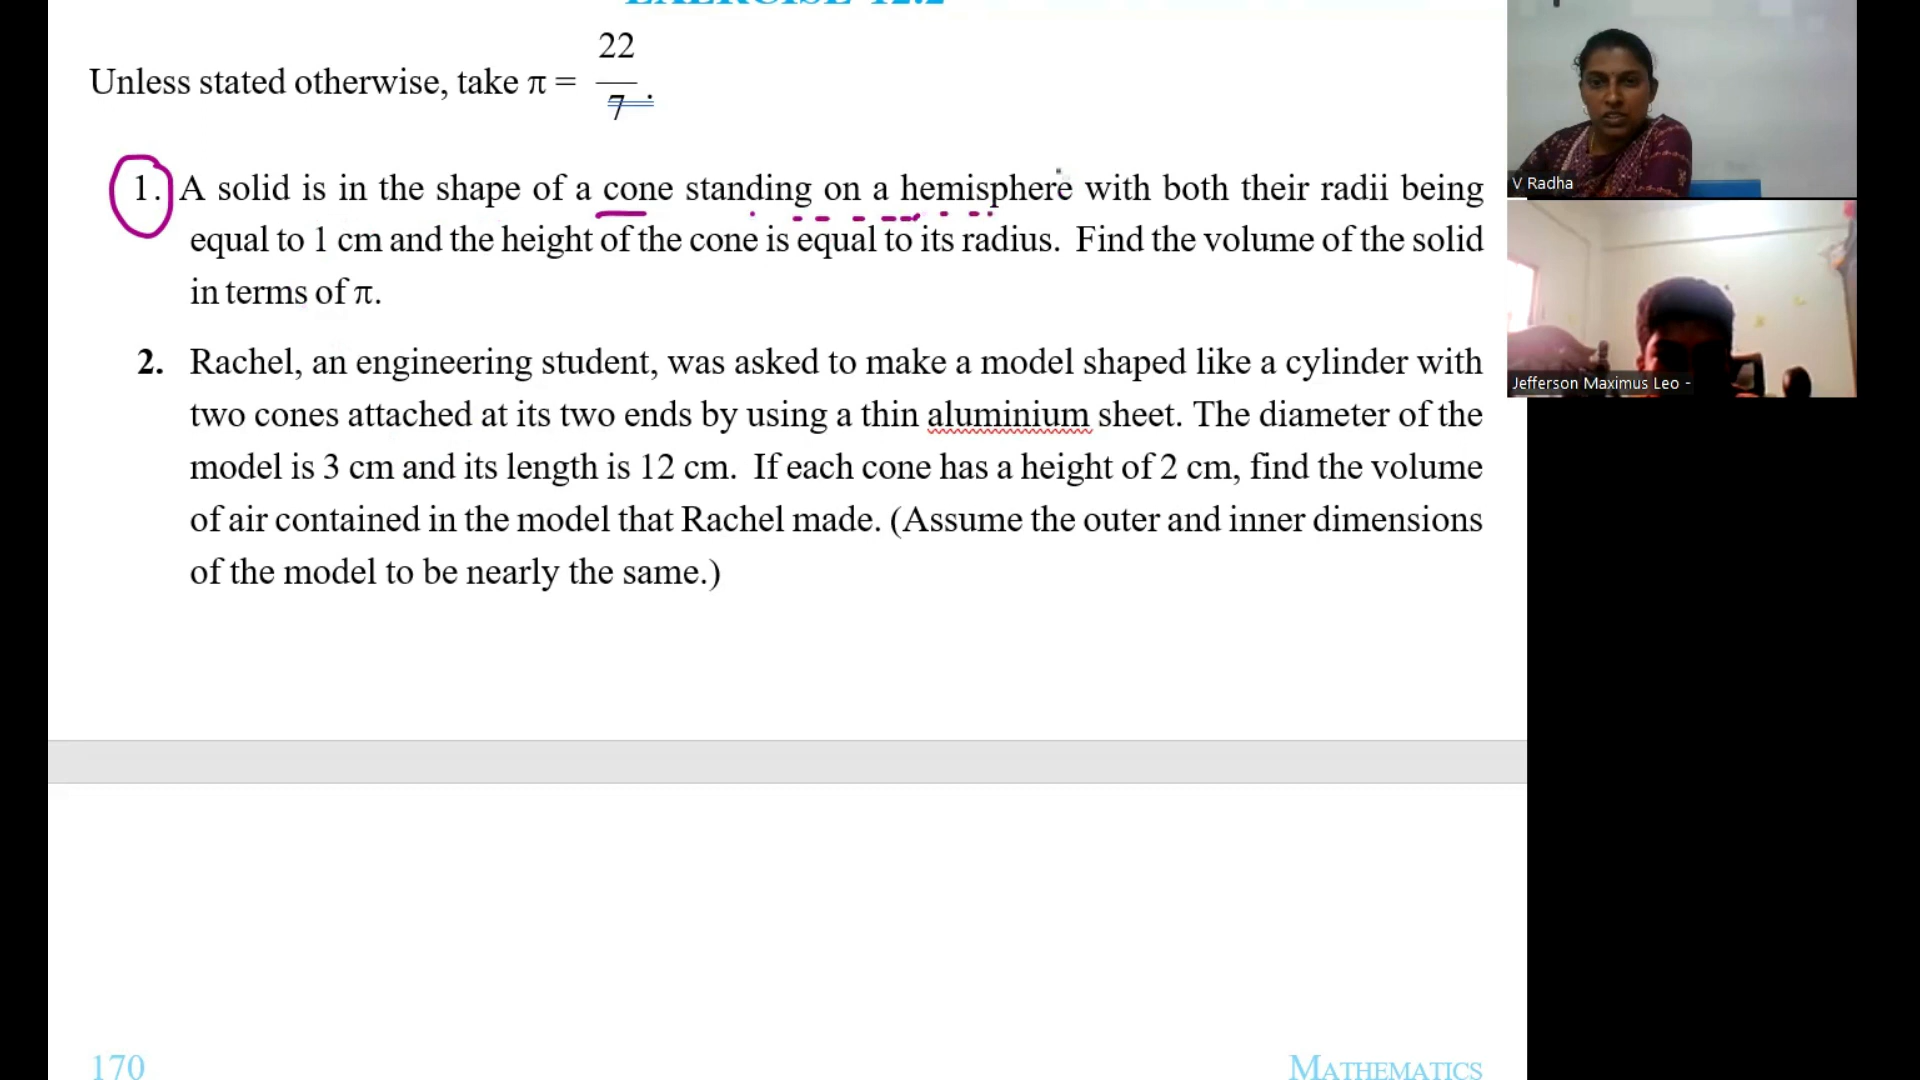 EXERCISE 12.2
22
Unless stated otherwise, take π =
7 .
1. A solid is in the shape of a cone standing on a hemisphere with both their radii being
equal to 1 cm and the height of the cone is equal to its radius. Find the volume of the solid
in terms of π.
2. Rachel, an engineering student, was asked to make a model shaped like a cylinder with
two cones attached at its two ends by using a thin aluminium sheet. The diameter of the
model is 3 cm and its length is 12 cm. If each cone has a height of 2 cm, find the volume
of air contained in the model that Rachel made. (Assume the outer and inner dimensions
of the model to be nearly the same.)
170
MATHEMATICS
V Radha
Jefferson Maximus Leo -